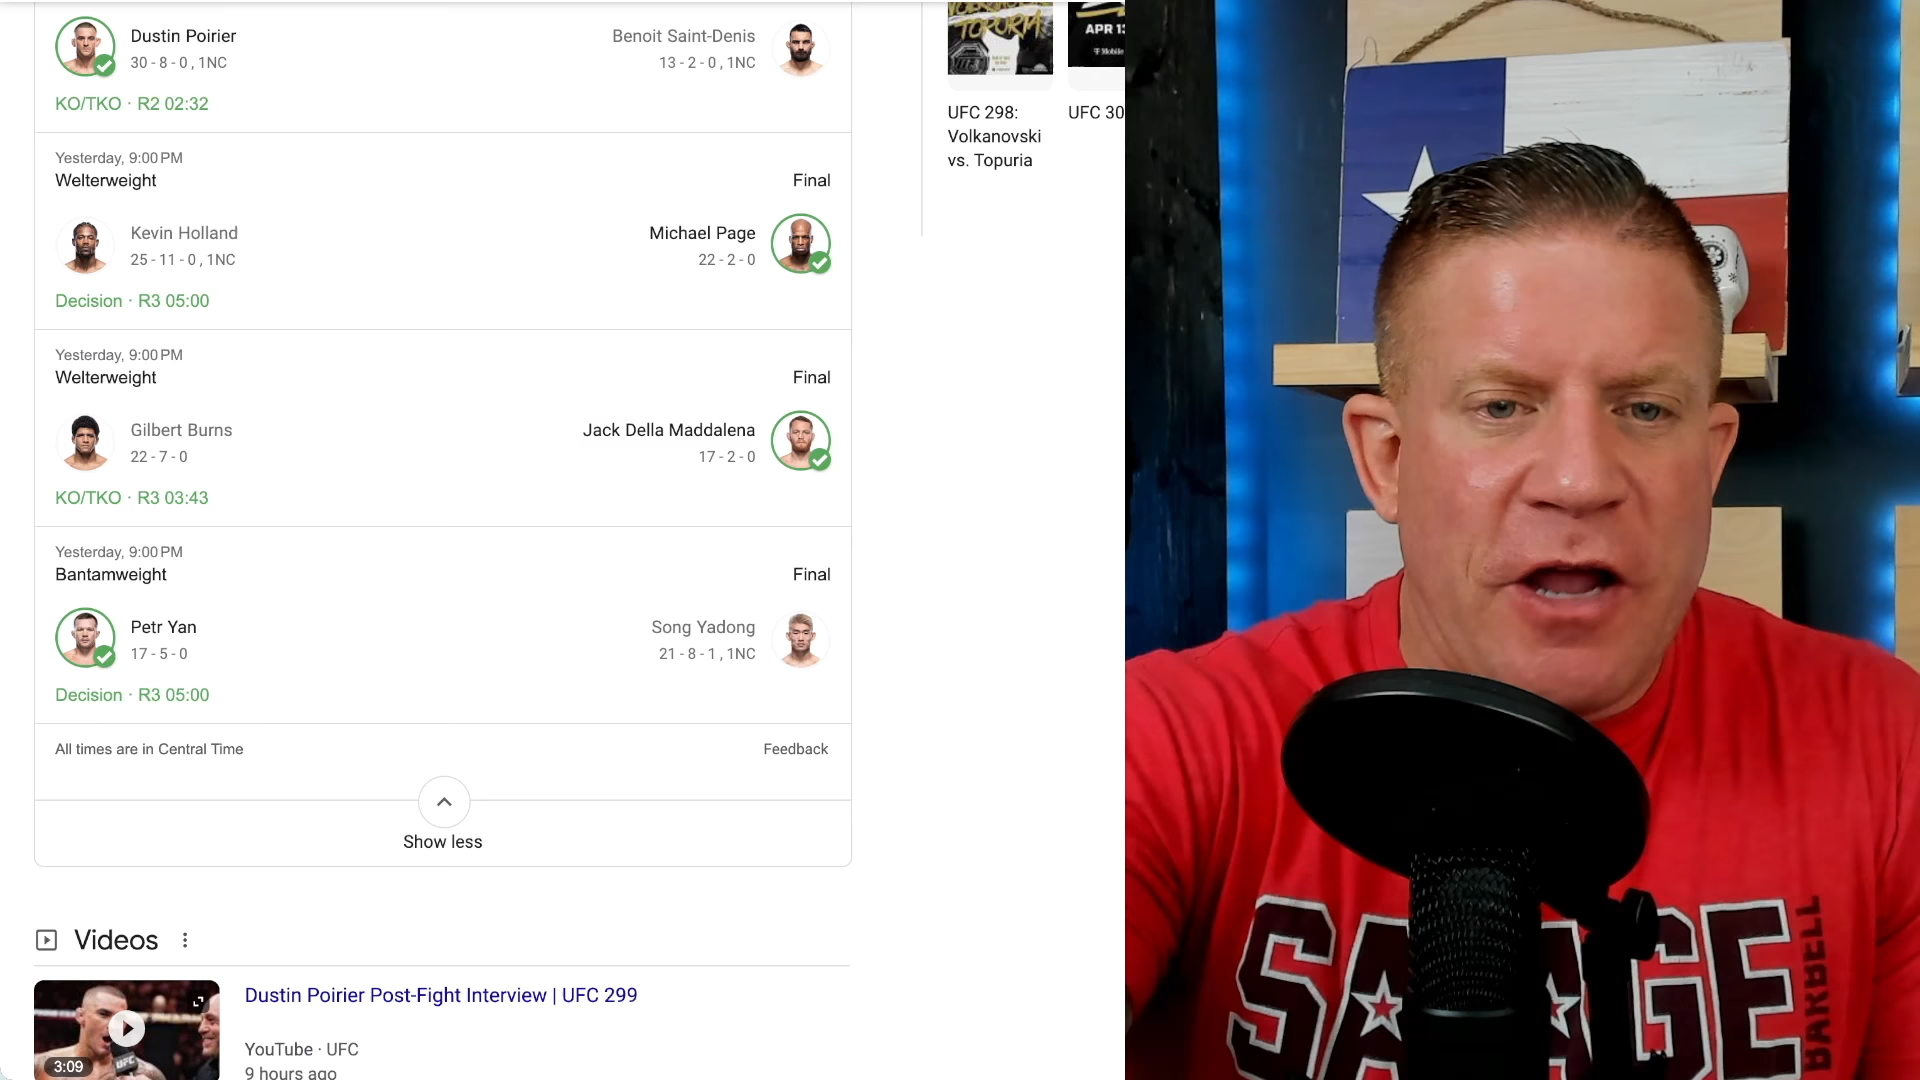 Dustin Poirier
30 - 8 - 0 , 1NC
Benoit Saint-Denis
13 - 2 - 0 , 1NC
KO/TKO · R2 02:32
Yesterday, 9:00 PM
Welterweight
Final
Kevin Holland
25 - 11 - 0 , 1NC
Michael Page
22 - 2 - 0
Decision · R3 05:00
Yesterday, 9:00 PM
Welterweight
Final
Gilbert Burns
22 - 7 - 0
Jack Della Maddalena
17 - 2 - 0
KO/TKO · R3 03:43
Yesterday, 9:00 PM
Bantamweight
Final
Petr Yan
17 - 5 - 0
Song Yadong
21 - 8 - 1 , 1NC
Decision · R3 05:00
All times are in Central Time
Feedback
Show less
Videos
3:09
Dustin Poirier Post-Fight Interview | UFC 299
YouTube · UFC
9 hours ago
TOPURIA
APR 13
UFC 298:
Volkanovski
vs. Topuria
UFC 30
SAVAGE
BARBELL